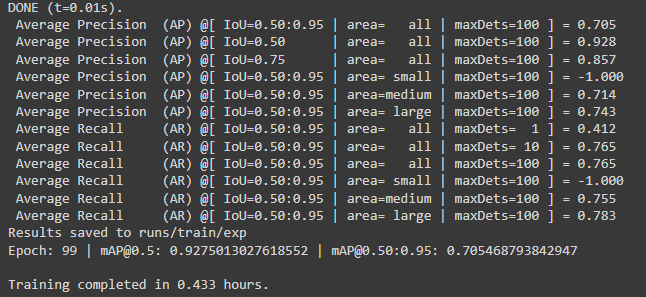 DONE (t=0.01s).
Average Precision  (AP) @[ IoU=0.50:0.95 | area=   all | maxDets=100 ] = 0.705
Average Precision  (AP) @[ IoU=0.50      | area=   all | maxDets=100 ] = 0.928
Average Precision  (AP) @[ IoU=0.75      | area=   all | maxDets=100 ] = 0.857
Average Precision  (AP) @[ IoU=0.50:0.95 | area= small | maxDets=100 ] = -1.000
Average Precision  (AP) @[ IoU=0.50:0.95 | area=medium | maxDets=100 ] = 0.714
Average Precision  (AP) @[ IoU=0.50:0.95 | area= large | maxDets=100 ] = 0.743
Average Recall     (AR) @[ IoU=0.50:0.95 | area=   all | maxDets=  1 ] = 0.412
Average Recall     (AR) @[ IoU=0.50:0.95 | area=   all | maxDets= 10 ] = 0.765
Average Recall     (AR) @[ IoU=0.50:0.95 | area=   all | maxDets=100 ] = 0.765
Average Recall     (AR) @[ IoU=0.50:0.95 | area= small | maxDets=100 ] = -1.000
Average Recall     (AR) @[ IoU=0.50:0.95 | area=medium | maxDets=100 ] = 0.755
Average Recall     (AR) @[ IoU=0.50:0.95 | area= large | maxDets=100 ] = 0.783
Results saved to runs/train/exp
Epoch: 99 | mAP@0.5: 0.9275013027618552 | mAP@0.50:0.95: 0.705468793842947
Training completed in 0.433 hours.